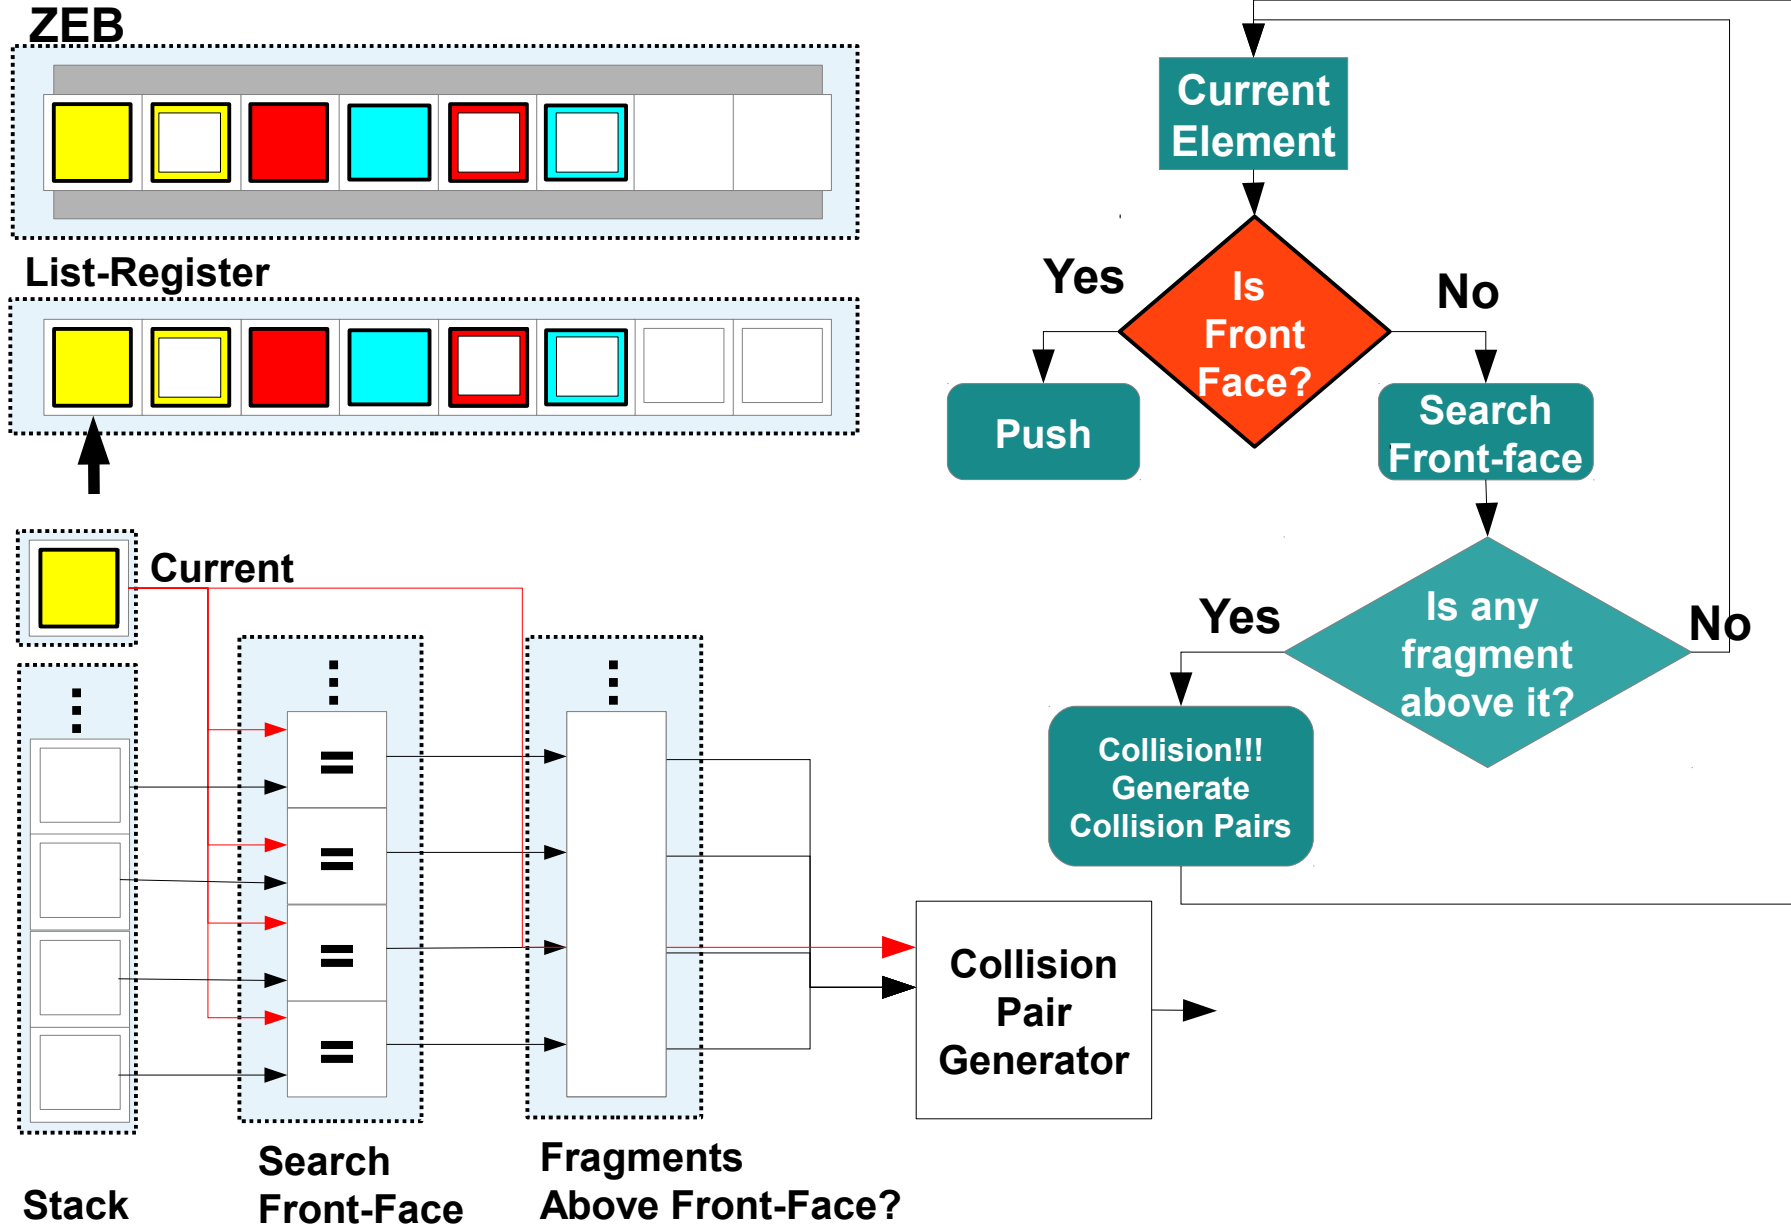 ZEB
List-Register
Current
=
=
=
=
Stack
Search
Front-Face
Fragments
Above Front-Face?
Collision
Pair
Generator
Current
Element
Is
Front
Face?
Yes
No
Push
Search
Front-face
Is any
fragment
above it?
Yes
No
Collision!!!
Generate
Collision Pairs